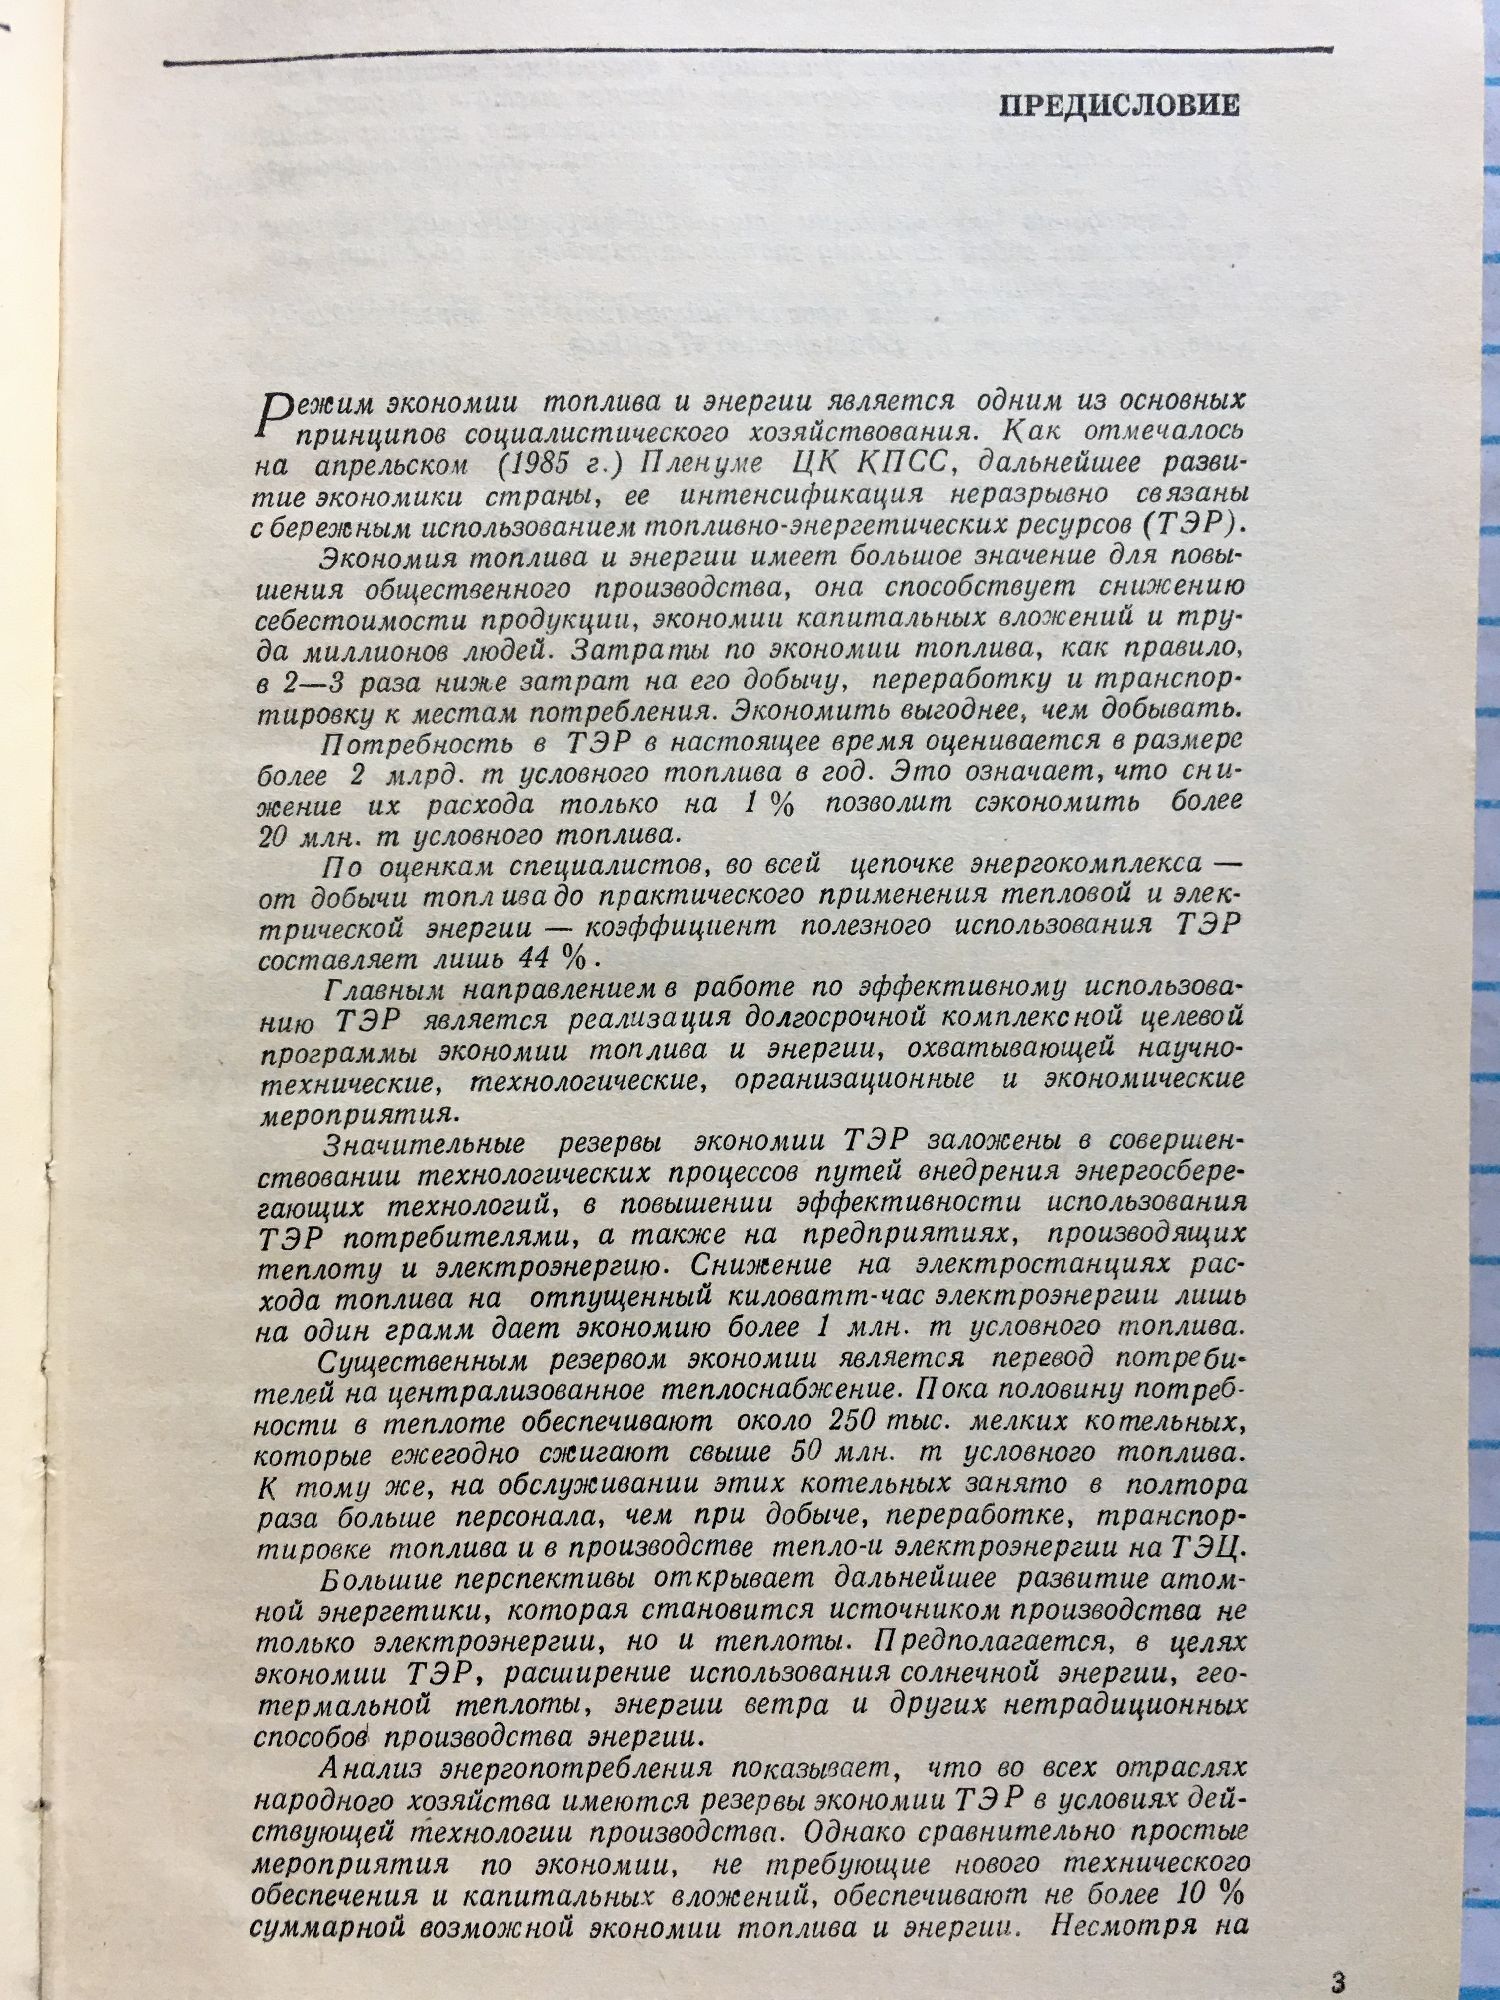 ПРЕДИСЛОВИЕ
Режим экономии топлива и энергии является одним из основных
принципов социалистического хозяйствования. Как отмечалось
на апрельском (1985 г.) Пленуме ЦК КПСС, дальнейшее разви-
тие экономики страны, ее интенсификация неразрывно связаны
с бережным использованием топливно-энергетических ресурсов (ТЭР).
Экономия топлива и энергии имеет большое значение для повы-
шения общественного производства, она способствует снижению
себестоимости продукции, экономии капитальных вложений и тру-
да миллионов людей. Затраты по экономии топлива, как правило,
в 2—3 раза ниже затрат на его добычу, переработку и транспор-
тировку к местам потребления. Экономить выгоднее, чем добывать.
Потребность в ТЭР в настоящее время оценивается в размере
более 2 млрд. т условного топлива в год. Это означает, что сни-
жение их расхода только на 1 % позволит сэкономить более
20 млн. т условного топлива.
По оценкам специалистов, во всей цепочке энергокомплекса —
от добычи топлива до практического применения тепловой и элек-
трической энергии — коэффициент полезного использования ТЭР
составляет лишь 44 %.
Главным направлением в работе по эффективному использова-
нию ТЭР является реализация долгосрочной комплексной целевой
программы экономии топлива и энергии, охватывающей научно-
технические, технологические, организационные и экономические
мероприятия.
Значительные резервы экономии ТЭР заложены в совершен-
ствовании технологических процессов путей внедрения энергосбере-
гающих технологий, в повышении эффективности использования
ТЭР потребителями, а также на предприятиях, производящих
теплоту и электроэнергию. Снижение на электростанциях рас-
хода топлива на отпущенный киловатт-час электроэнергии лишь
на один грамм дает экономию более 1 млн. т условного топлива.
Существенным резервом экономии является перевод потреби-
телей на централизованное теплоснабжение. Пока половину потреб-
ности в теплоте обеспечивают около 250 тыс. мелких котельных,
которые ежегодно сжигают свыше 50 млн. т условного топлива.
К тому же, на обслуживании этих котельных занято в полтора
раза больше персонала, чем при добыче, переработке, транспор-
тировке топлива и в производстве тепло-и электроэнергии на ТЭЦ.
Большие перспективы открывает дальнейшее развитие атом-
ной энергетики, которая становится источником производства не
только электроэнергии, но и теплоты. Предполагается, в целях
экономии ТЭР, расширение использования солнечной энергии, гео-
термальной теплоты, энергии ветра и других нетрадиционных
способов производства энергии.
Анализ энергопотребления показывает, что во всех отраслях
народного хозяйства имеются резервы экономии ТЭР в условиях дей-
ствующей технологии производства. Однако сравнительно простые
мероприятия по экономии, не требующие нового технического
обеспечения и капитальных вложений, обеспечивают не более 10 %
суммарной возможной экономии топлива и энергии. Несмотря на
3